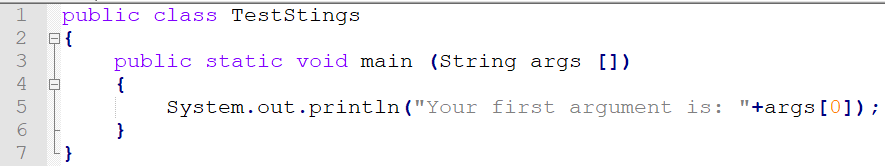 1 public class TestStings
2 {
3 public static void main (String args [])
4 {
5 System.out.println("Your first argument is: "+args[0]);
6 }
7 }